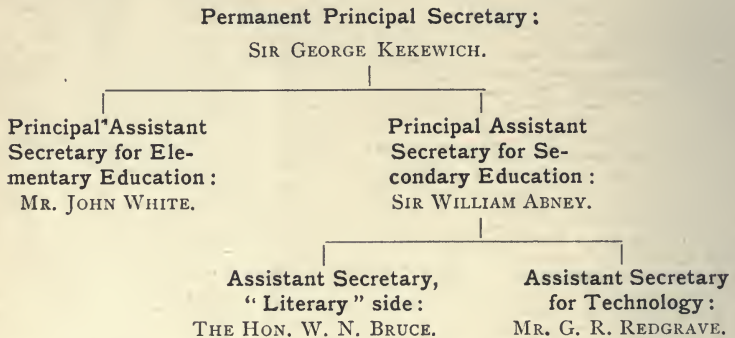 Permanent Principal Secretary:
SIR GEORGE KEKEWICH.
Principal Assistant
Secretary for Ele-
mentary Education:
MR. JOHN WHITE.
Principal Assistant
Secretary for Se-
condary Education:
SIR WILLIAM ABNEY.
Assistant Secretary,
"Literary" side:
THE HON. W. N. BRUCE.
Assistant Secretary
for Technology:
MR. G. R. REDGRAVE.